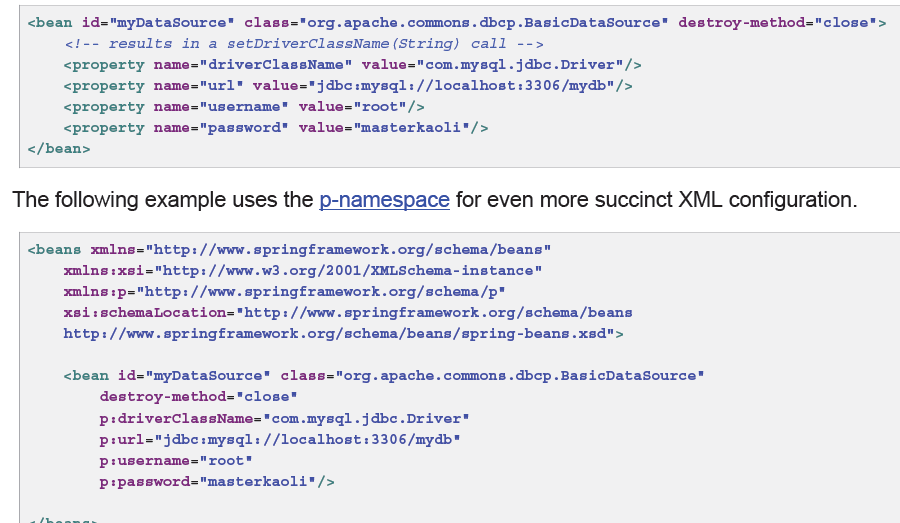 <bean id="myDataSource" class="org.apache.commons.dbcp.BasicDataSource" destroy-method="close">
<!-- results in a setDriverClassName(String) call -->
<property name="driverClassName" value="com.mysql.jdbc.Driver"/>
<property name="url" value="jdbc:mysql://localhost:3306/mydb"/>
<property name="username" value="root"/>
<property name="password" value="masterkaoli"/>
</bean>
The following example uses the p-namespace for even more succinct XML configuration.
<beans xmlns="http://www.springframework.org/schema/beans"
xmlns:xsi="http://www.w3.org/2001/XMLSchema-instance"
xmlns:p="http://www.springframework.org/schema/p"
xsi:schemaLocation="http://www.springframework.org/schema/beans
http://www.springframework.org/schema/beans/spring-beans.xsd">
<bean id="myDataSource" class="org.apache.commons.dbcp.BasicDataSource"
destroy-method="close"
p:driverClassName="com.mysql.jdbc.Driver"
p:url="jdbc:mysql://localhost:3306/mydb"
p:username="root"
p:password="masterkaoli"/>
</beans>